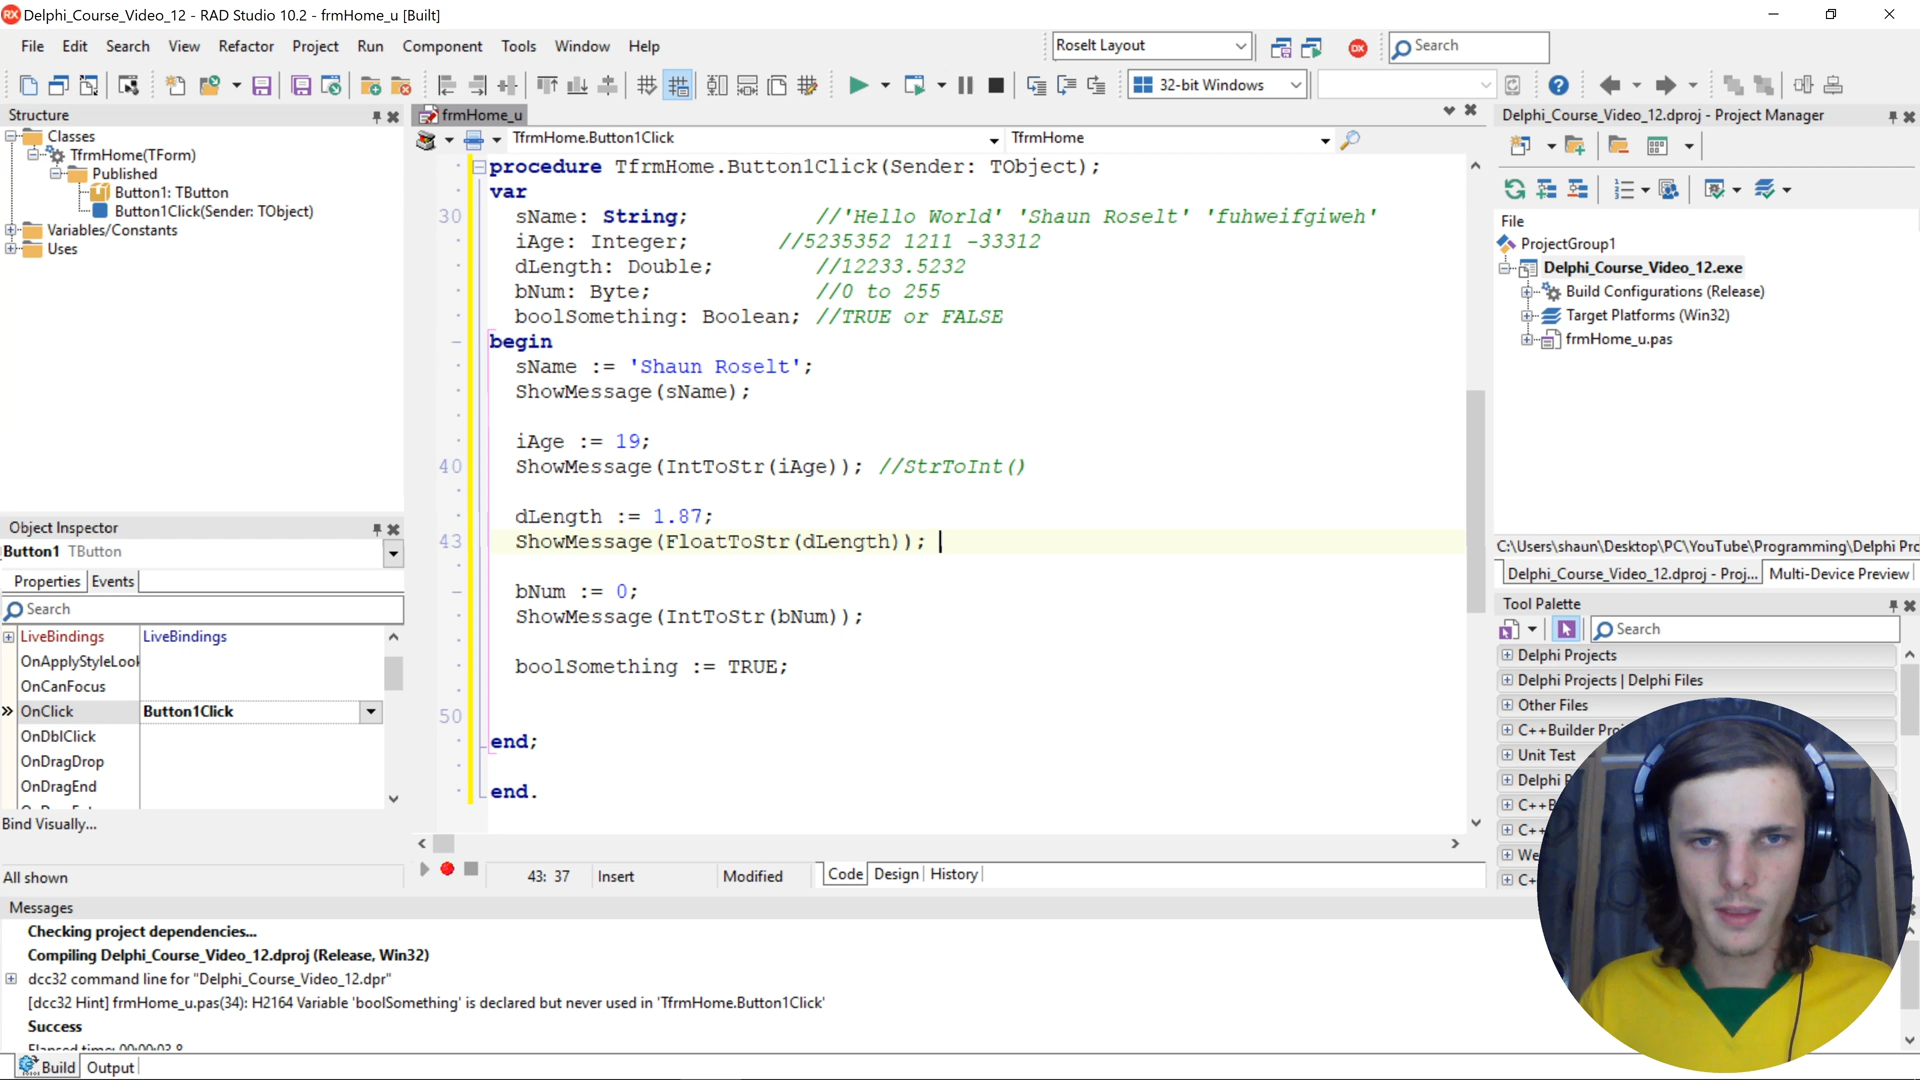 Delphi_Course_Video_12 - RAD Studio 10.2 - frmHome_u [Built]
File Edit Search View Refactor Project Run Component Tools Window Help
Roselt Layout
Search
32-bit Windows
Structure
Classes
TfrmHome(TForm)
Published
Button1: TButton
Button1Click(Sender: TObject)
Variables/Constants
Uses
frmHome_u
TfrmHome.Button1Click
TfrmHome
procedure TfrmHome.Button1Click(Sender: TObject);
var
30 sName: String; //'Hello World' 'Shaun Roselt' 'fuhweifgiweh'
iAge: Integer; //5235352 1211 -33312
dLength: Double; //12233.5232
bNum: Byte; //0 to 255
boolSomething: Boolean; //TRUE or FALSE
begin
sName := 'Shaun Roselt';
ShowMessage(sName);
iAge := 19;
40 ShowMessage(IntToStr(iAge)); //StrToInt()
dLength := 1.87;
43 ShowMessage(FloatToStr(dLength));
bNum := 0;
ShowMessage(IntToStr(bNum));
boolSomething := TRUE;
50
end;
end.
43: 37 Insert Modified Code Design History
Object Inspector
Button1 TButton
Properties Events
Search
LiveBindings LiveBindings
OnApplyStyleLook
OnCanFocus
OnClick Button1Click
OnDblClick
OnDragDrop
OnDragEnd
Bind Visually...
All shown
Delphi_Course_Video_12.dproj - Project Manager
File
ProjectGroup1
Delphi_Course_Video_12.exe
Build Configurations (Release)
Target Platforms (Win32)
frmHome_u.pas
C:\Users\shaun\Desktop\PC\YouTube\Programming\Delphi Pro
Delphi_Course_Video_12.dproj - Proj... Multi-Device Preview
Tool Palette
Search
Delphi Projects
Delphi Projects | Delphi Files
Other Files
C++Builder Proj
Unit Test
Delphi P
C++B
C++
We
C+
Messages
Checking project dependencies...
Compiling Delphi_Course_Video_12.dproj (Release, Win32)
dcc32 command line for "Delphi_Course_Video_12.dpr"
[dcc32 Hint] frmHome_u.pas(34): H2164 Variable 'boolSomething' is declared but never used in 'TfrmHome.Button1Click'
Success
Elapsed time: 00:00:03.8
Build Output